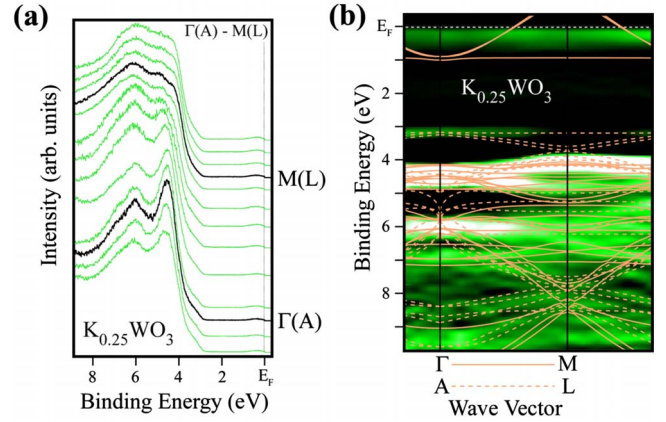 (a)
Γ(A) - M(L)
Intensity (arb. units)
M(L)
Γ(A)
K0.25WO3
8 6 4 2 EF
Binding Energy (eV)
(b)
EF
2
4
6
8
Binding Energy (eV)
K0.25WO3
Γ M
A L
Wave Vector